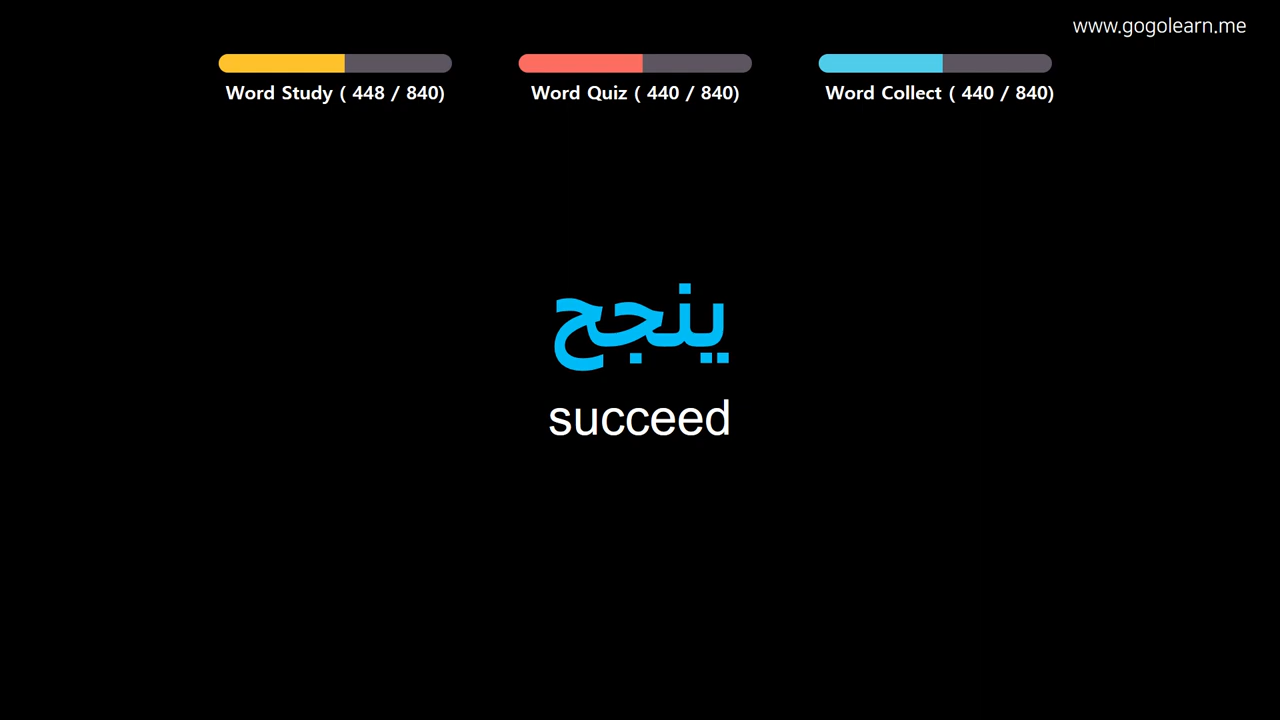 www.gogolearn.me
Word Study ( 448 / 840)
Word Quiz ( 440 / 840)
Word Collect ( 440 / 840)
ينجح
succeed